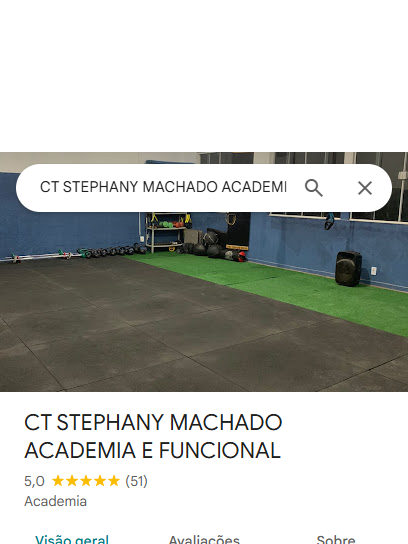 CT STEPHANY MACHADO ACADEMI
CT STEPHANY MACHADO
ACADEMIA E FUNCIONAL
5,0 ★★★★★ (51)
Academia
Visão geral Avaliações Sobre